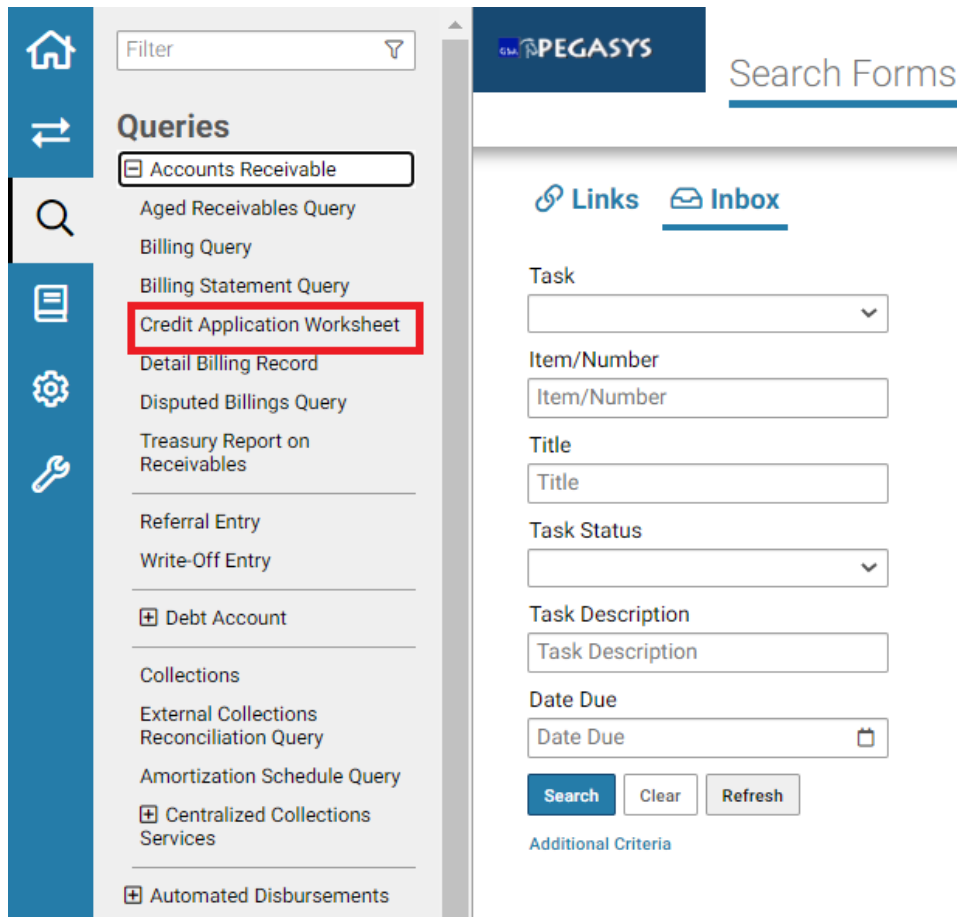 Filter
Queries
Accounts Receivable
Aged Receivables Query
Billing Query
Billing Statement Query
Credit Application Worksheet
Detail Billing Record
Disputed Billings Query
Treasury Report on
Receivables
Referral Entry
Write-Off Entry
Debt Account
Collections
External Collections
Reconciliation Query
Amortization Schedule Query
Centralized Collections
Services
Automated Disbursements
GSA PEGASYS
Search Forms
Links Inbox
Task
Item/Number
Item/Number
Title
Title
Task Status
Task Description
Task Description
Date Due
Date Due
Search Clear Refresh
Additional Criteria